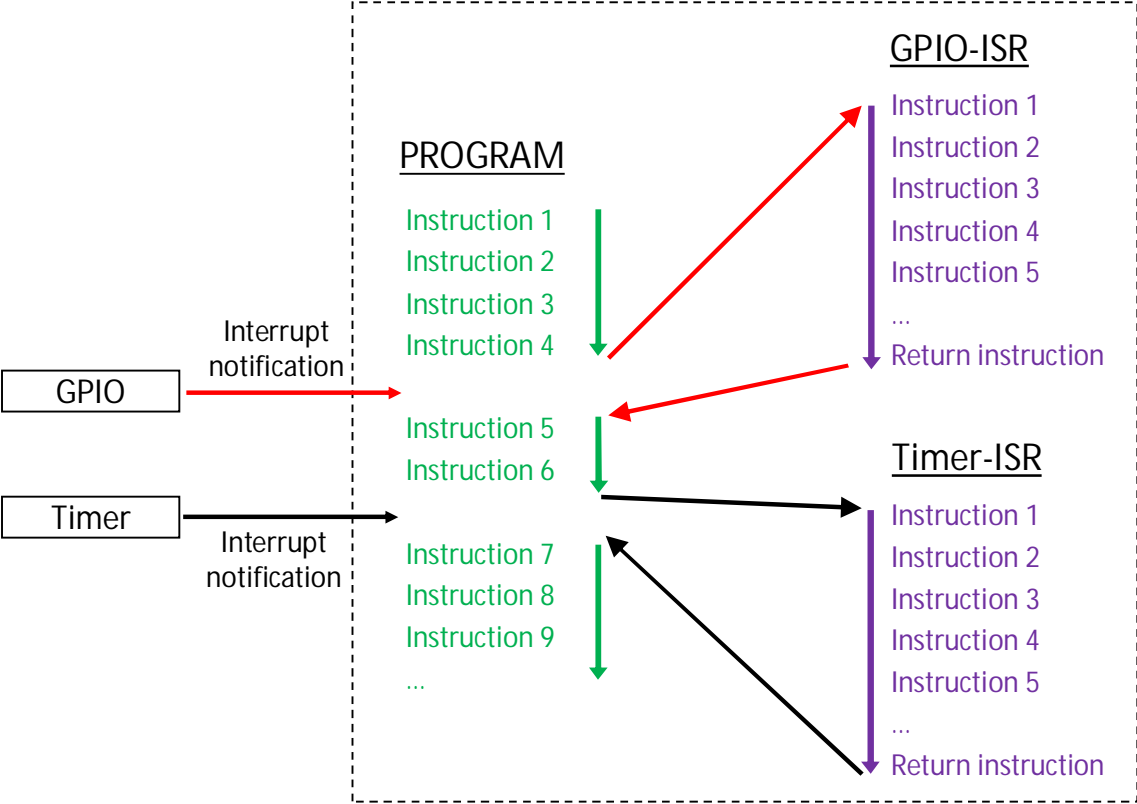 GPIO-ISR
Instruction 1
Instruction 2
Instruction 3
Instruction 4
Instruction 5
...
Return instruction
PROGRAM
Instruction 1
Instruction 2
Instruction 3
Instruction 4
Interrupt
notification
GPIO
Instruction 5
Instruction 6
Timer
Interrupt
notification
Instruction 7
Instruction 8
Instruction 9
...
Timer-ISR
Instruction 1
Instruction 2
Instruction 3
Instruction 4
Instruction 5
...
Return instruction